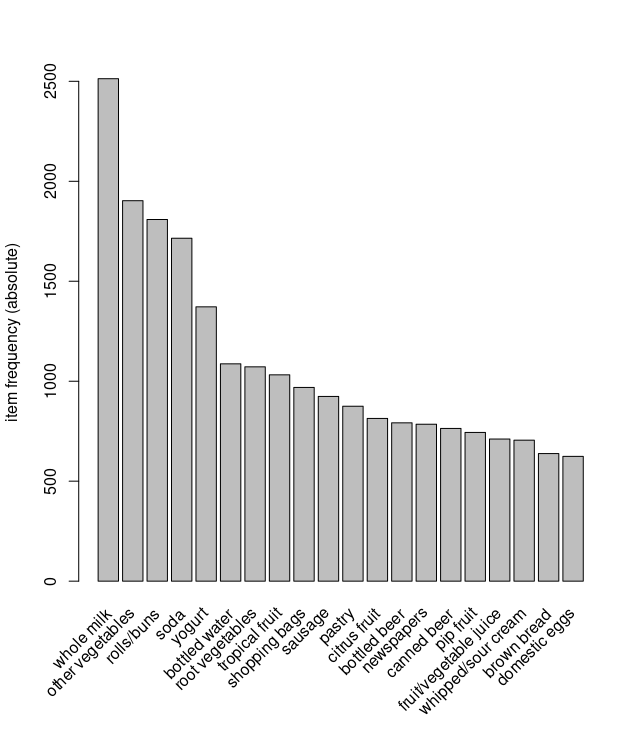 item frequency (absolute)
2500
2000
1500
1000
500
0
whole milk
other vegetables
rolls/buns
soda
yogurt
bottled water
root vegetables
tropical fruit
shopping bags
sausage
pastry
citrus fruit
bottled beer
newspapers
canned beer
pip fruit
fruit/vegetable juice
whipped/sour cream
brown bread
domestic eggs